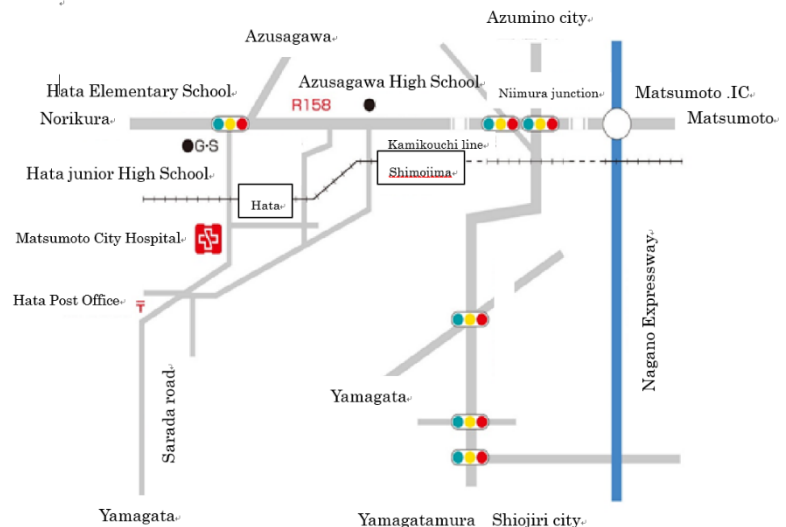 Azumino city
Azusagawa
Hata Elementary School
Azusagawa High School
R158
Niimura junction
Matsumoto .IC
Norikura
Matsumoto
G·S
Kamikouchi line
Hata junior High School
Shimojima
Hata
Matsumoto City Hospital
Hata Post Office
Nagano Expressway
Sarada road
Yamagata
Yamagata
Yamagatamura
Shiojiri city